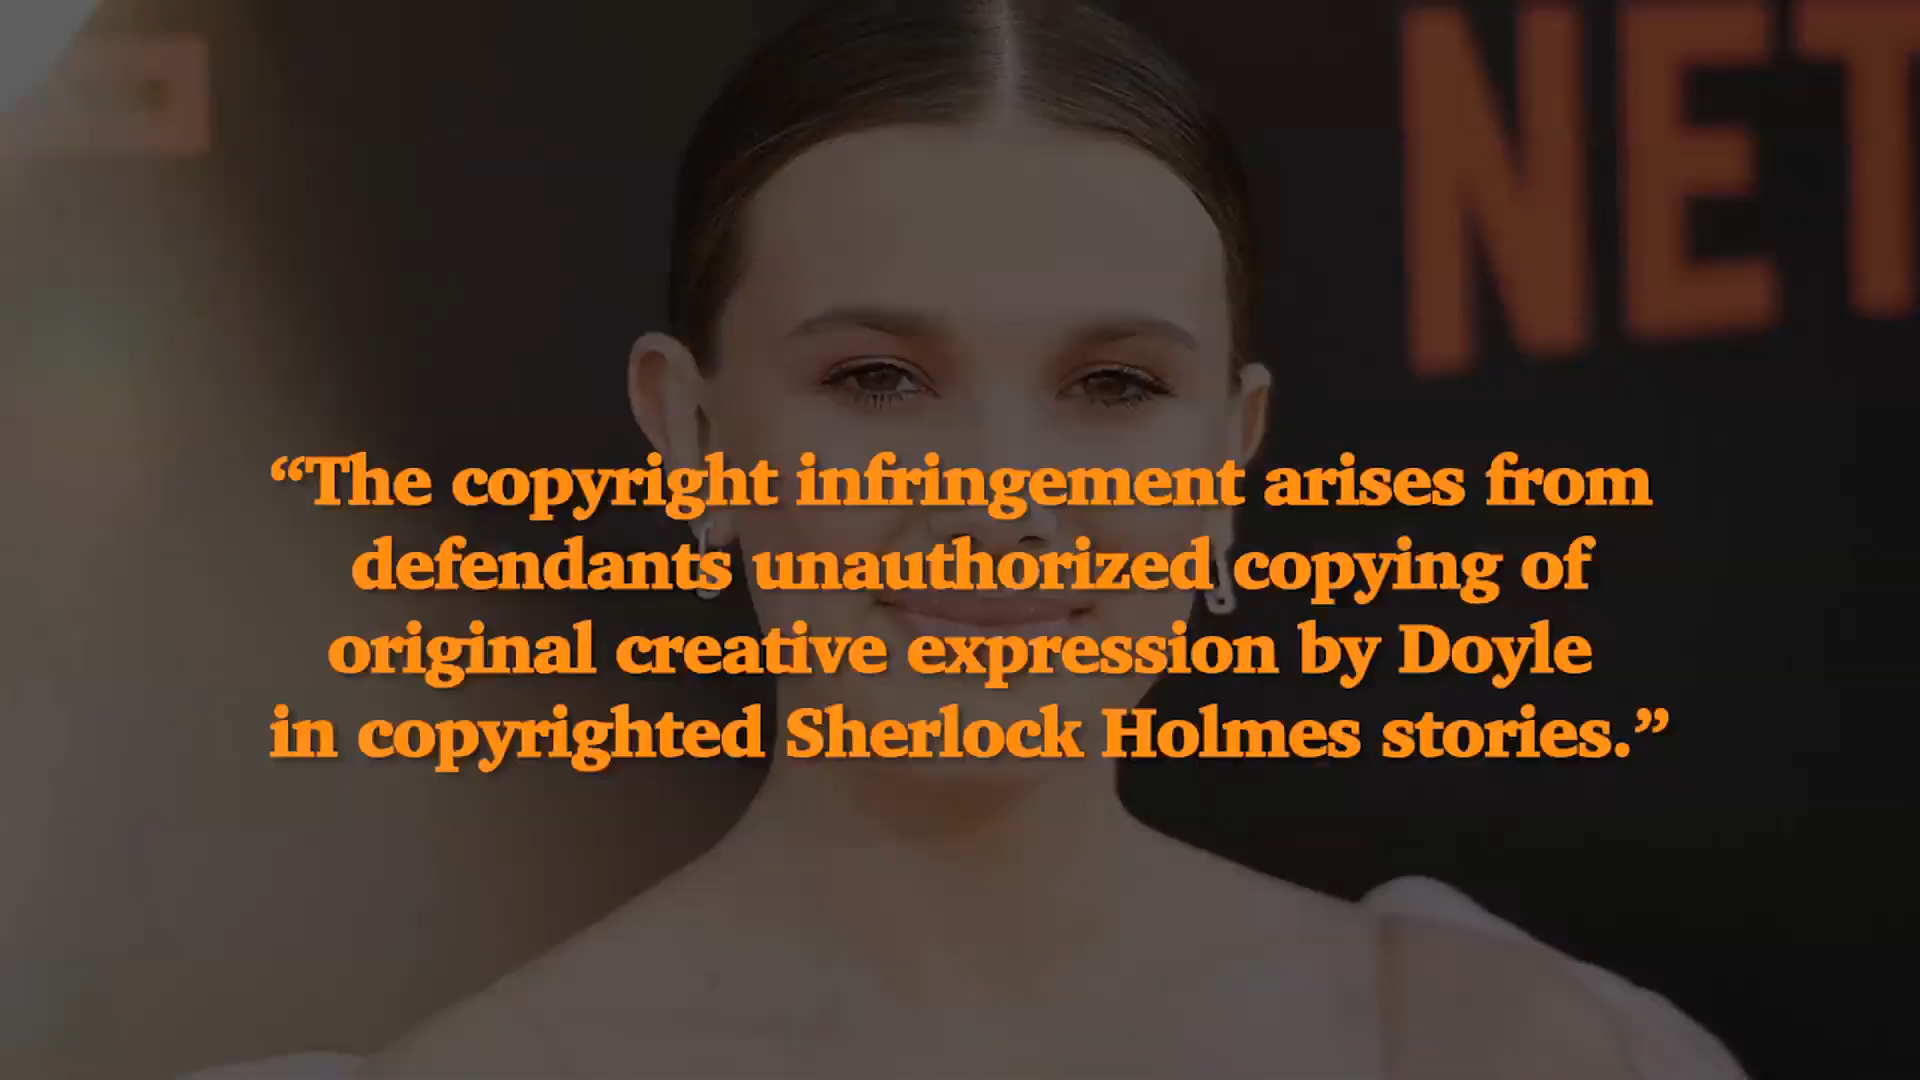 NET
“The copyright infringement arises from
defendants unauthorized copying of
original creative expression by Doyle
in copyrighted Sherlock Holmes stories.”